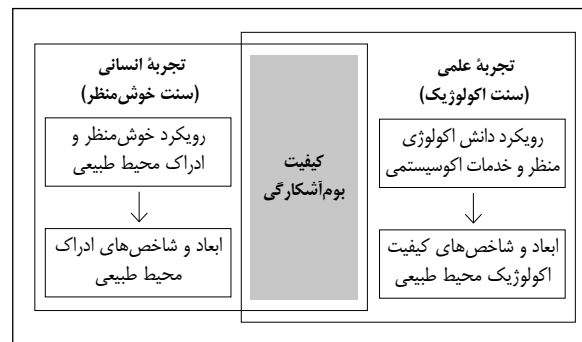 تجربهٔ علمی
(سنت اکولوژیک)
رویکرد دانش اکولوژی
منظر و خدمات اکوسیستمی
ابعاد و شاخص‌های کیفیت
اکولوژیک محیط طبیعی
کیفیت
بوم‌آشکارگی
تجربهٔ انسانی
(سنت خوش‌منظر)
رویکرد خوش‌منظر و
ادراک محیط طبیعی
ابعاد و شاخص‌های ادراک
محیط طبیعی